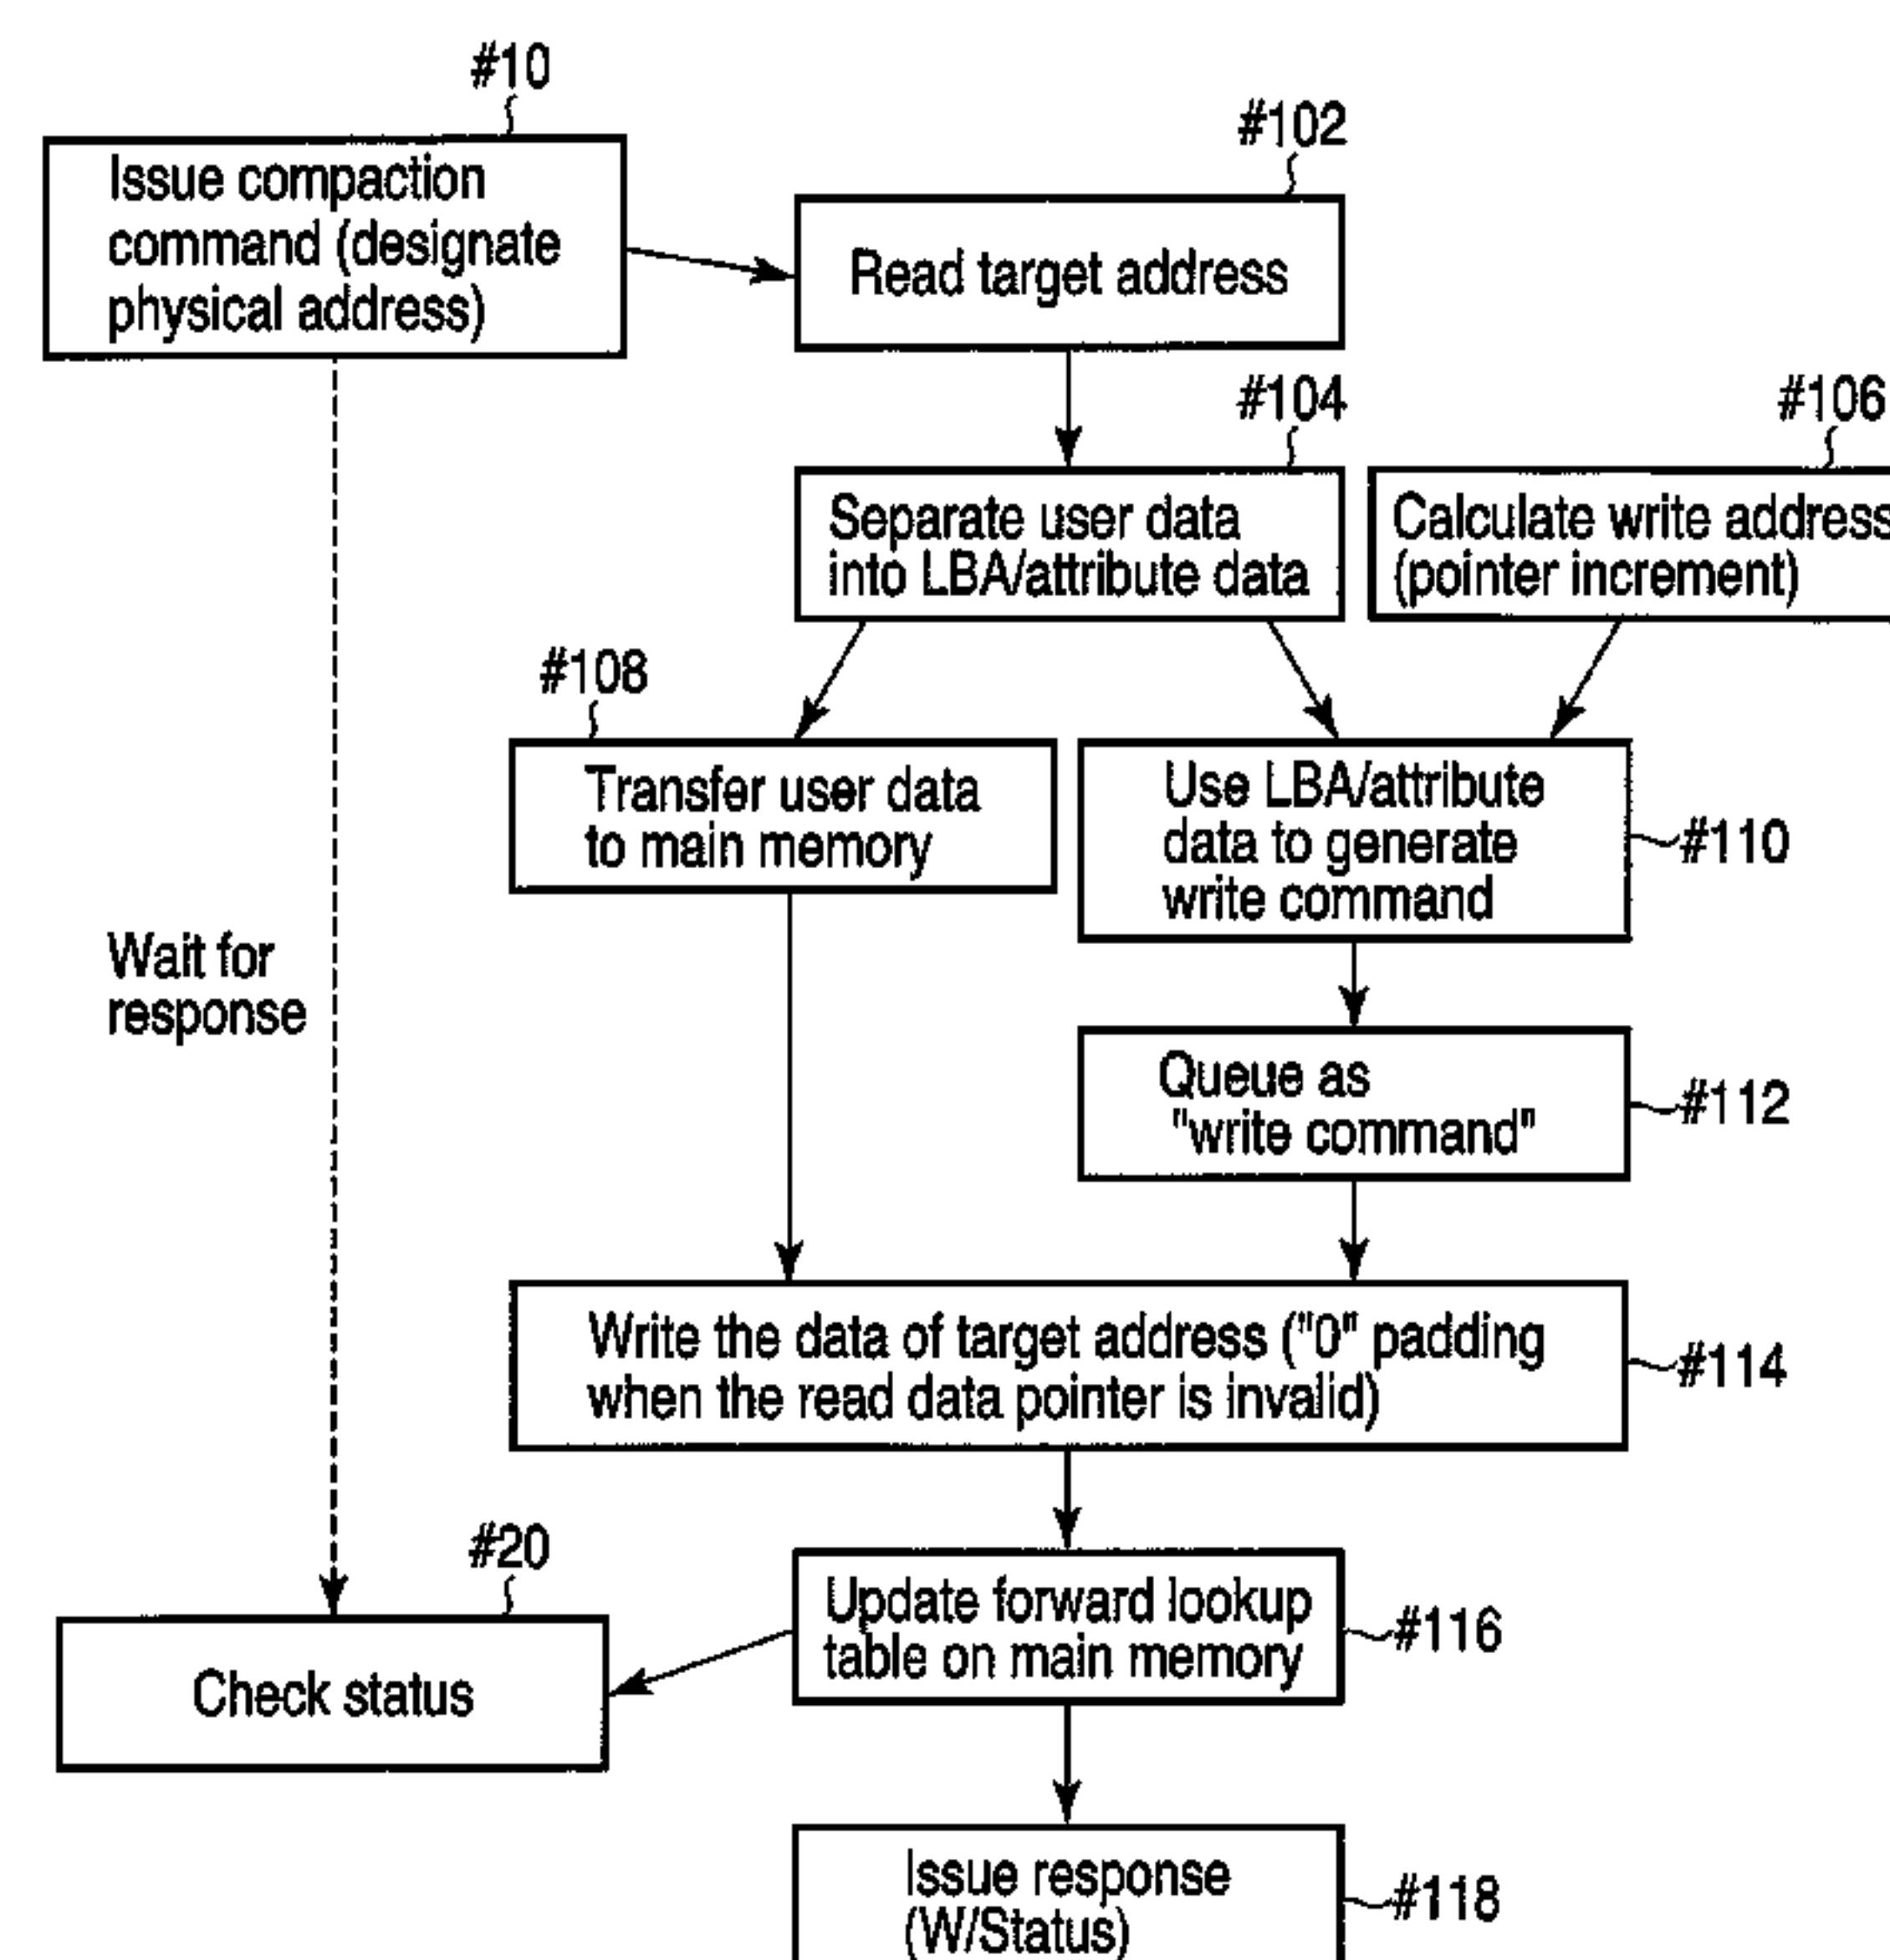 #10
Issue compaction
command (designate
physical address)
#102
Read target address
#104
Separate user data
into LBA/attribute data
#106
Calculate write address
(pointer increment)
#108
Transfer user data
to main memory
Use LBA/attribute
data to generate
write command
#110
Wait for
response
Queue as
"write command"
#112
Write the data of target address ("0" padding
when the read data pointer is invalid)
#114
#20
Check status
Update forward lookup
table on main memory
#116
Issue response
(W/Status)
#118